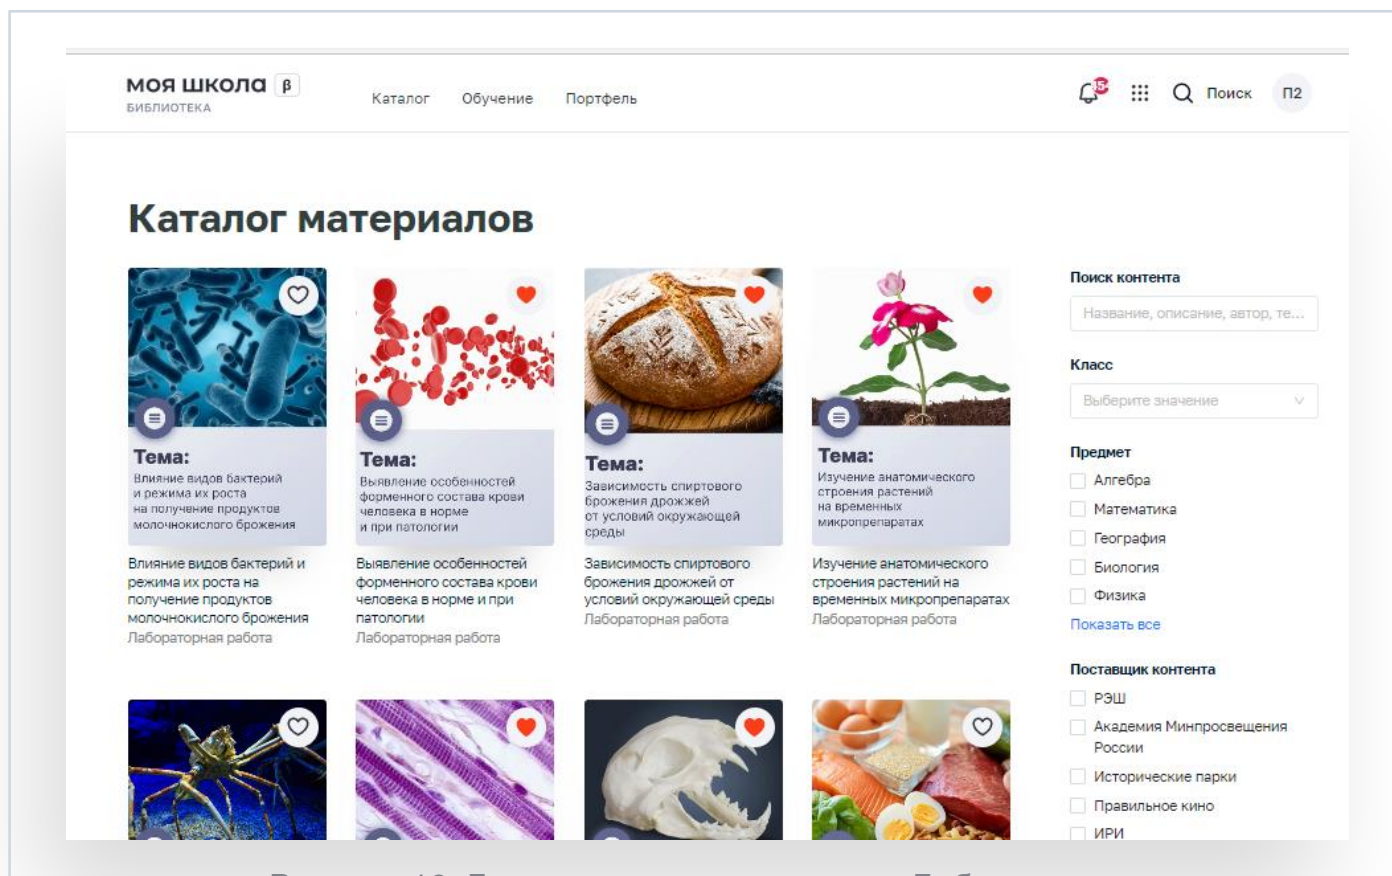 моя школа β
БИБЛИОТЕКА
Каталог Обучение Портфель
Поиск П2
Каталог материалов
Тема:
Влияние видов бактерий
и режима их роста
на получение продуктов
молочнокислого брожения
Влияние видов бактерий и
режима их роста на
получение продуктов
молочнокислого брожения
Лабораторная работа
Тема:
Выявление особенностей
форменного состава крови
человека в норме
и при патологии
Выявление особенностей
форменного состава крови
человека в норме и при
патологии
Лабораторная работа
Тема:
Зависимость спиртового
брожения дрожжей
от условий окружающей
среды
Зависимость спиртового
брожения дрожжей от
условий окружающей среды
Лабораторная работа
Тема:
Изучение анатомического
строения растений
на временных
микропрепаратах
Изучение анатомического
строения растений на
временных микропрепаратах
Лабораторная работа
Поиск контента
Название, описание, автор, те...
Класс
Выберите значение
Предмет
Алгебра
Математика
География
Биология
Физика
Показать все
Поставщик контента
РЭШ
Академия Минпросвещения
России
Исторические парки
Правильное кино
ИРИ